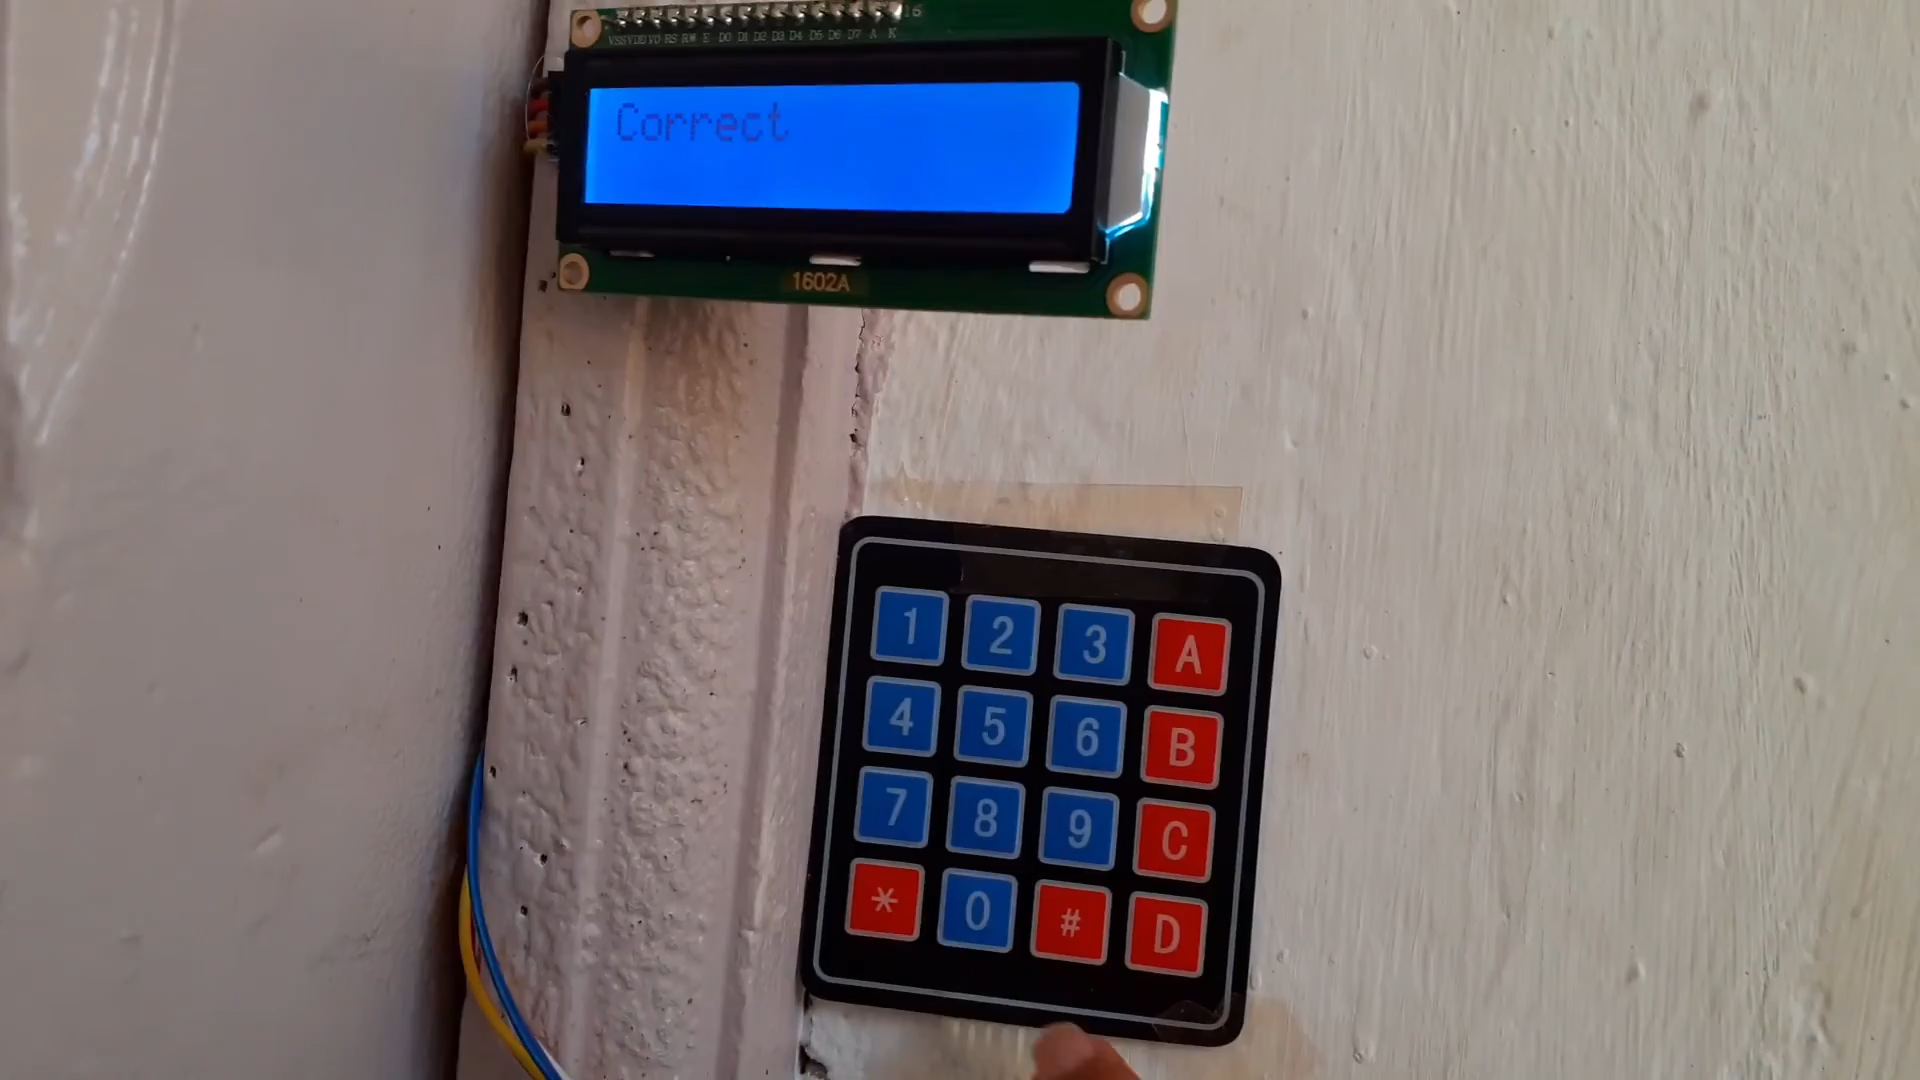 16
VSS VDD VO RS RW E D0 D1 D2 D3 D4 D5 D6 D7 A K
Correct
1602A
1 2 3 A
4 5 6 B
7 8 9 C
* 0 # D